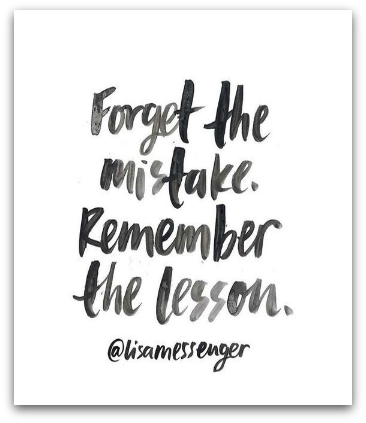 Forget the
mistake.
Remember
the lesson.
@lisamessenger